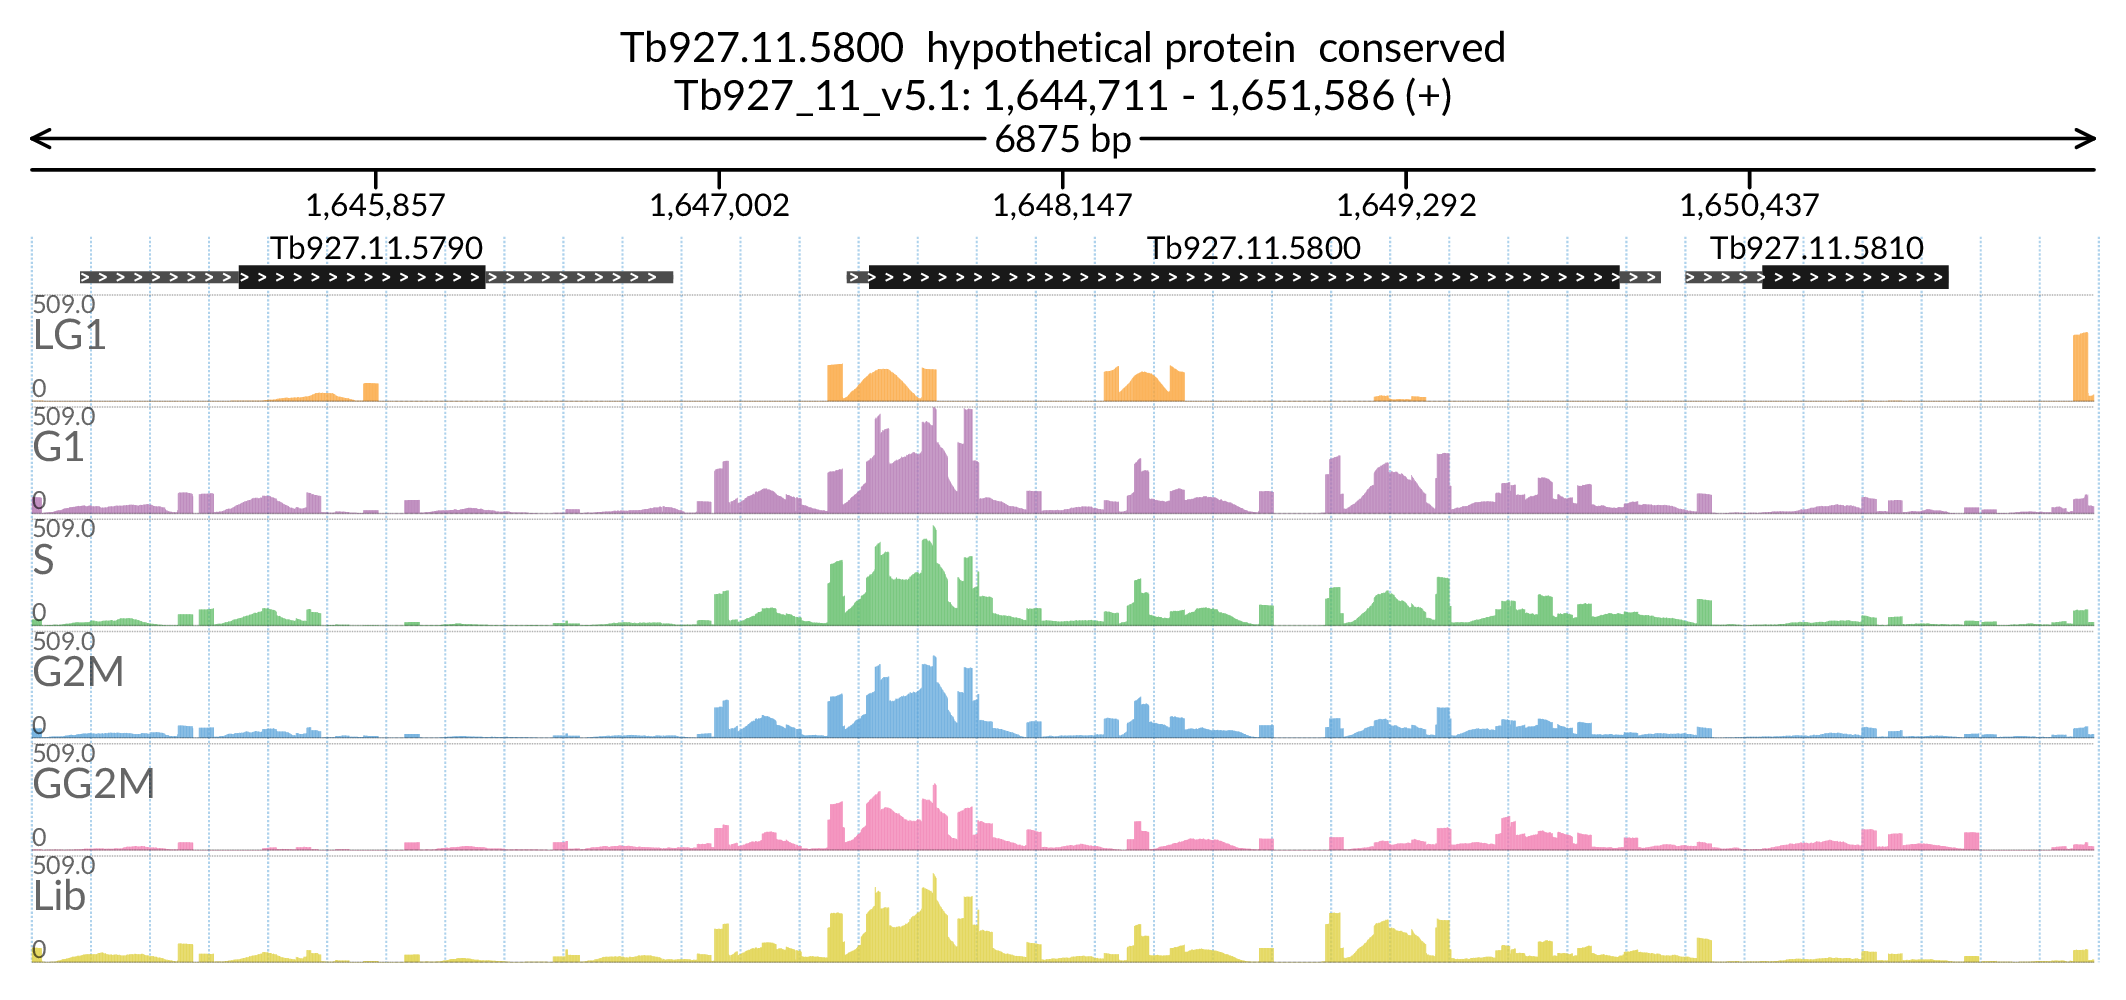 Tb927.11.5800  hypothetical protein  conserved
Tb927_11_v5.1: 1,644,711 - 1,651,586 (+)
6875 bp
1,645,857 1,647,002 1,648,147 1,649,292 1,650,437
Tb927.11.5790 Tb927.11.5800 Tb927.11.5810
509.0
LG1
0
509.0
G1
0
509.0
S
0
509.0
G2M
0
509.0
GG2M
0
509.0
Lib
0